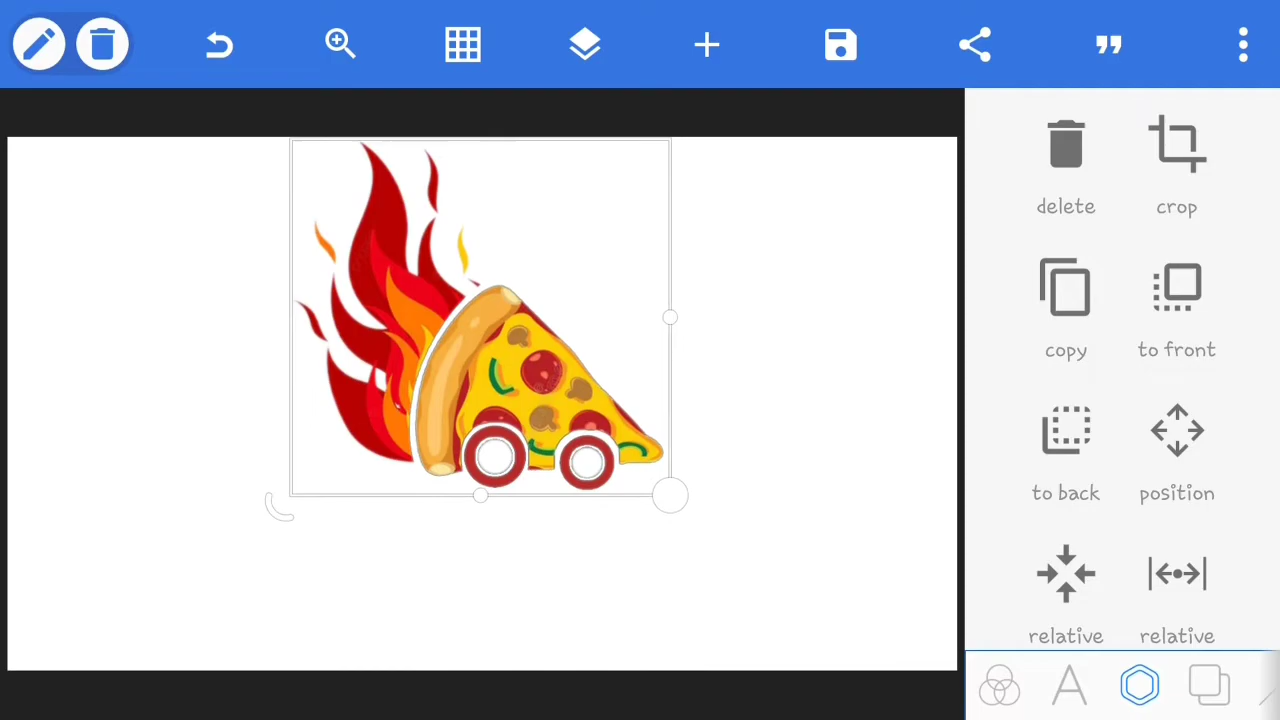 delete crop
copy to front
to back position
relative relative